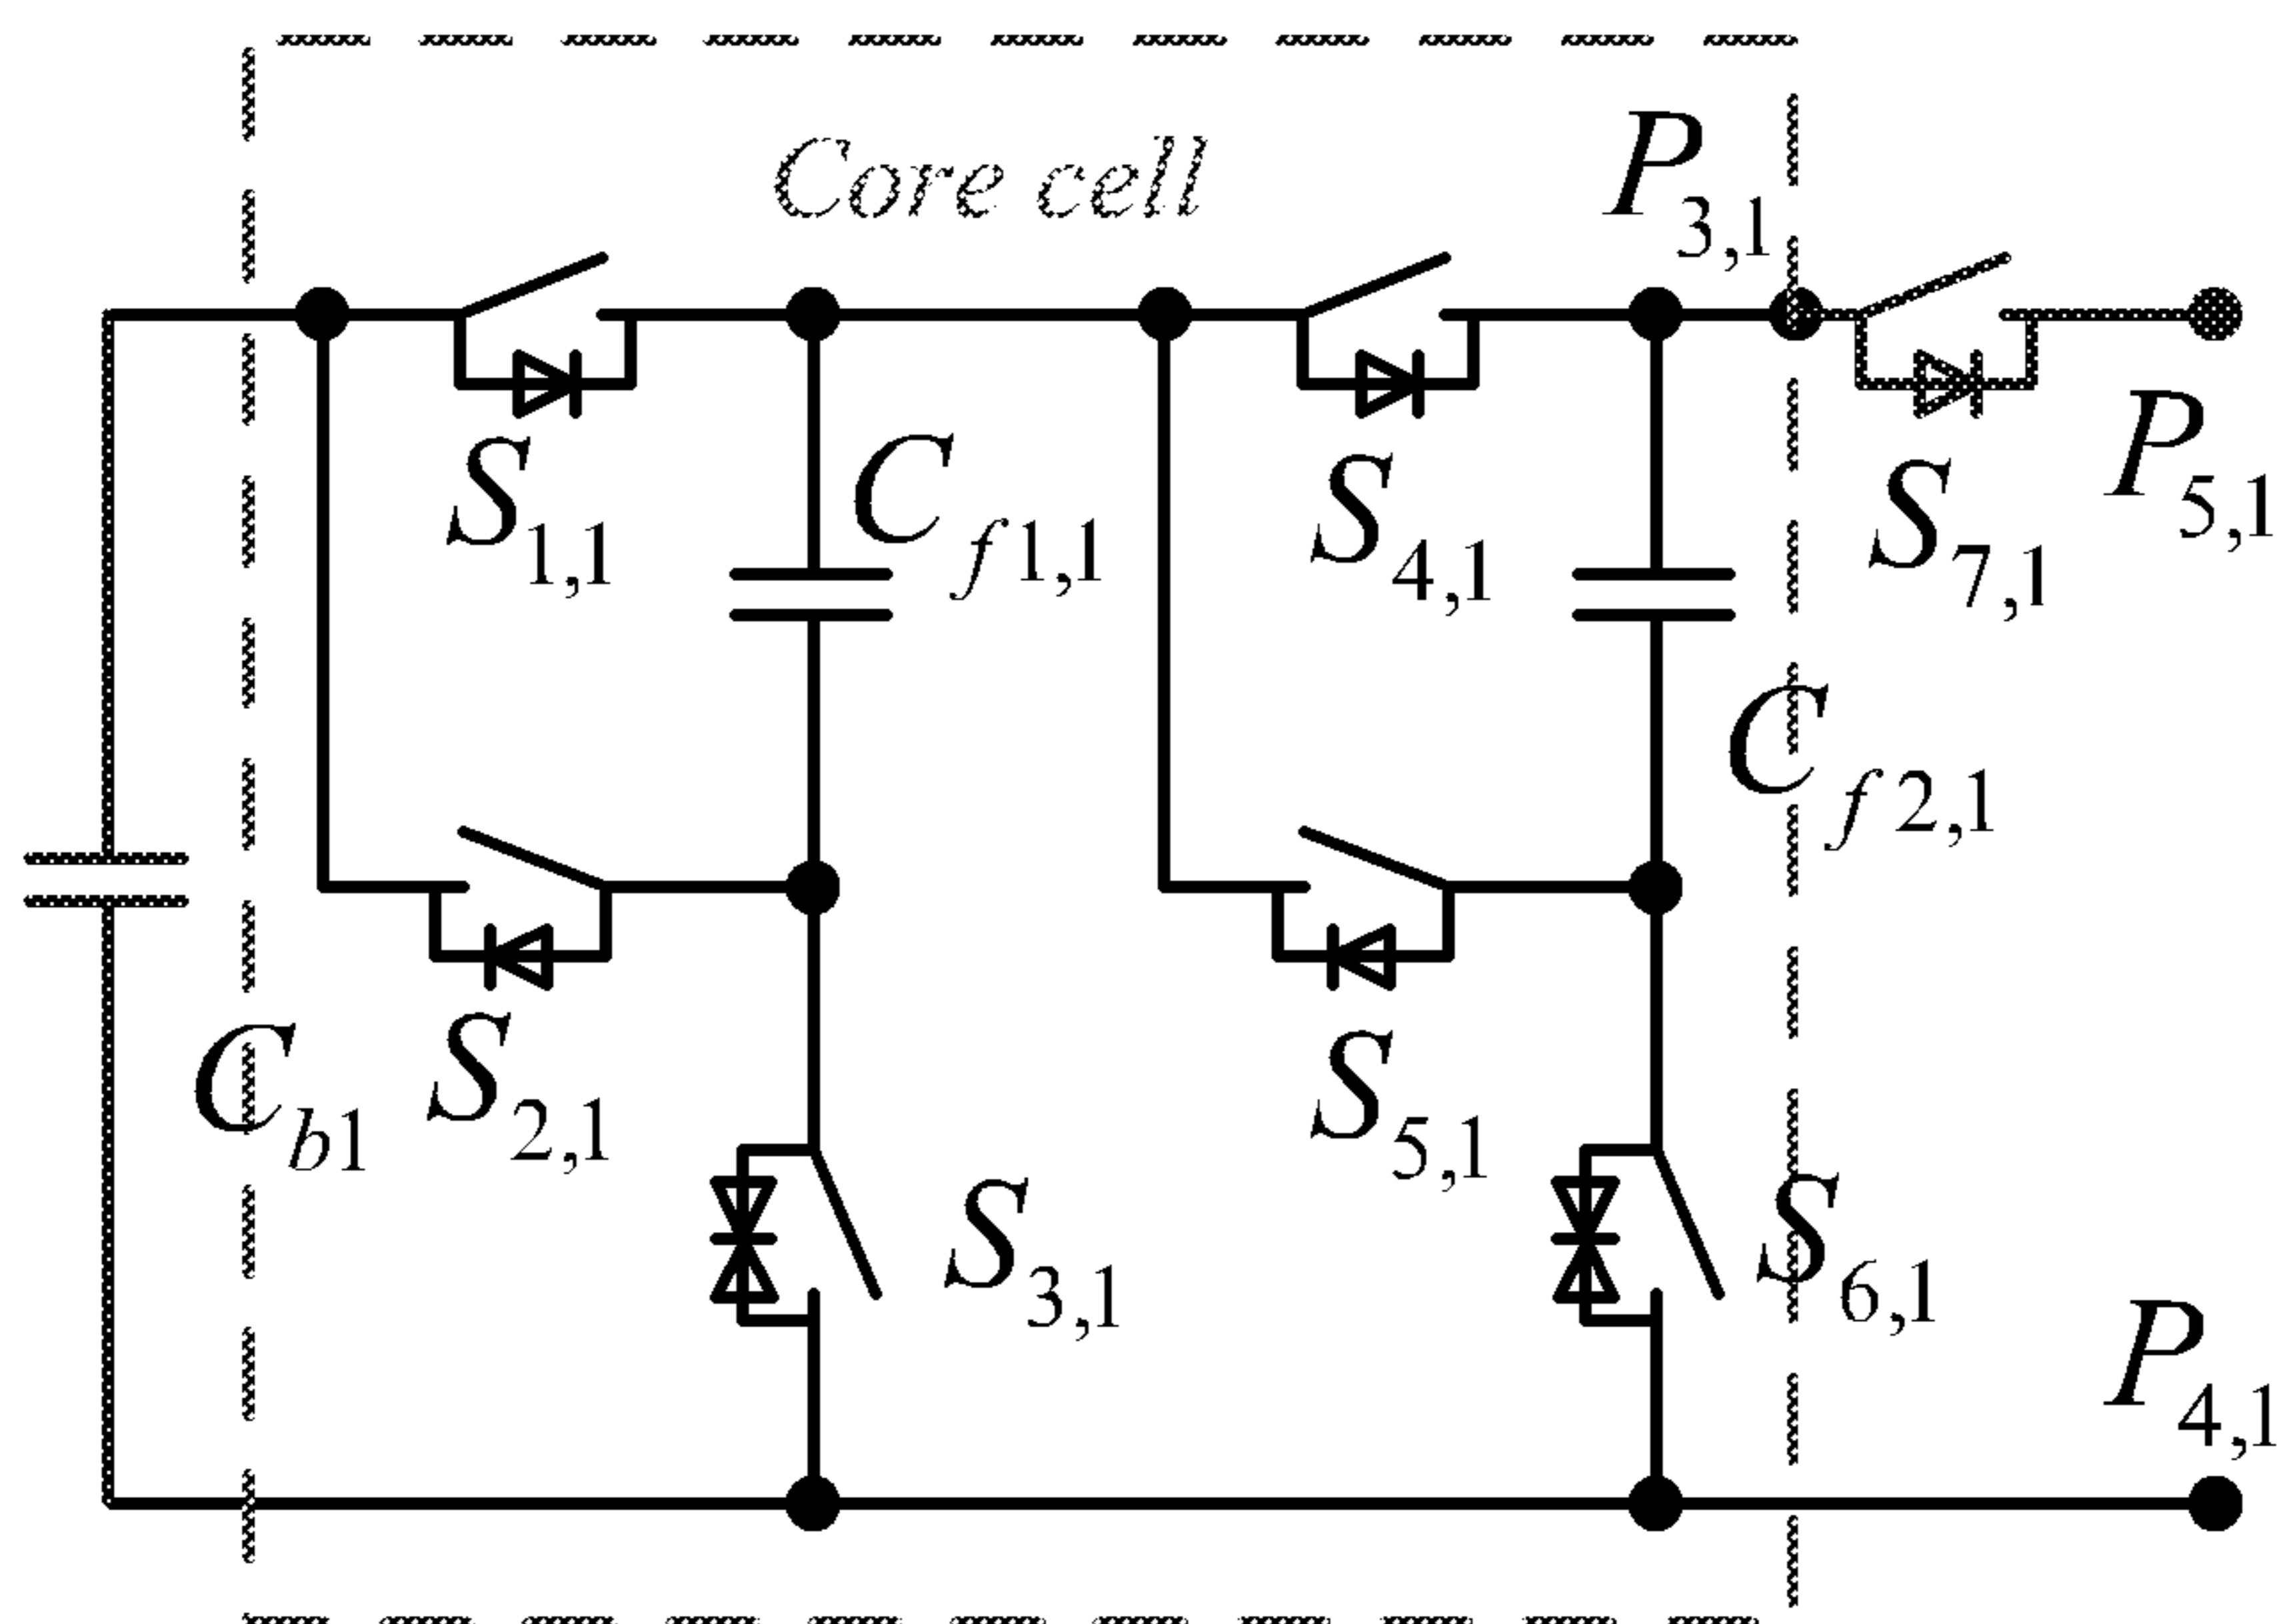 Core cell
P3,1
S1,1
Cf1,1
S4,1
S7,1
P5,1
Cf2,1
Cb1
S2,1
S5,1
S3,1
S6,1
P4,1